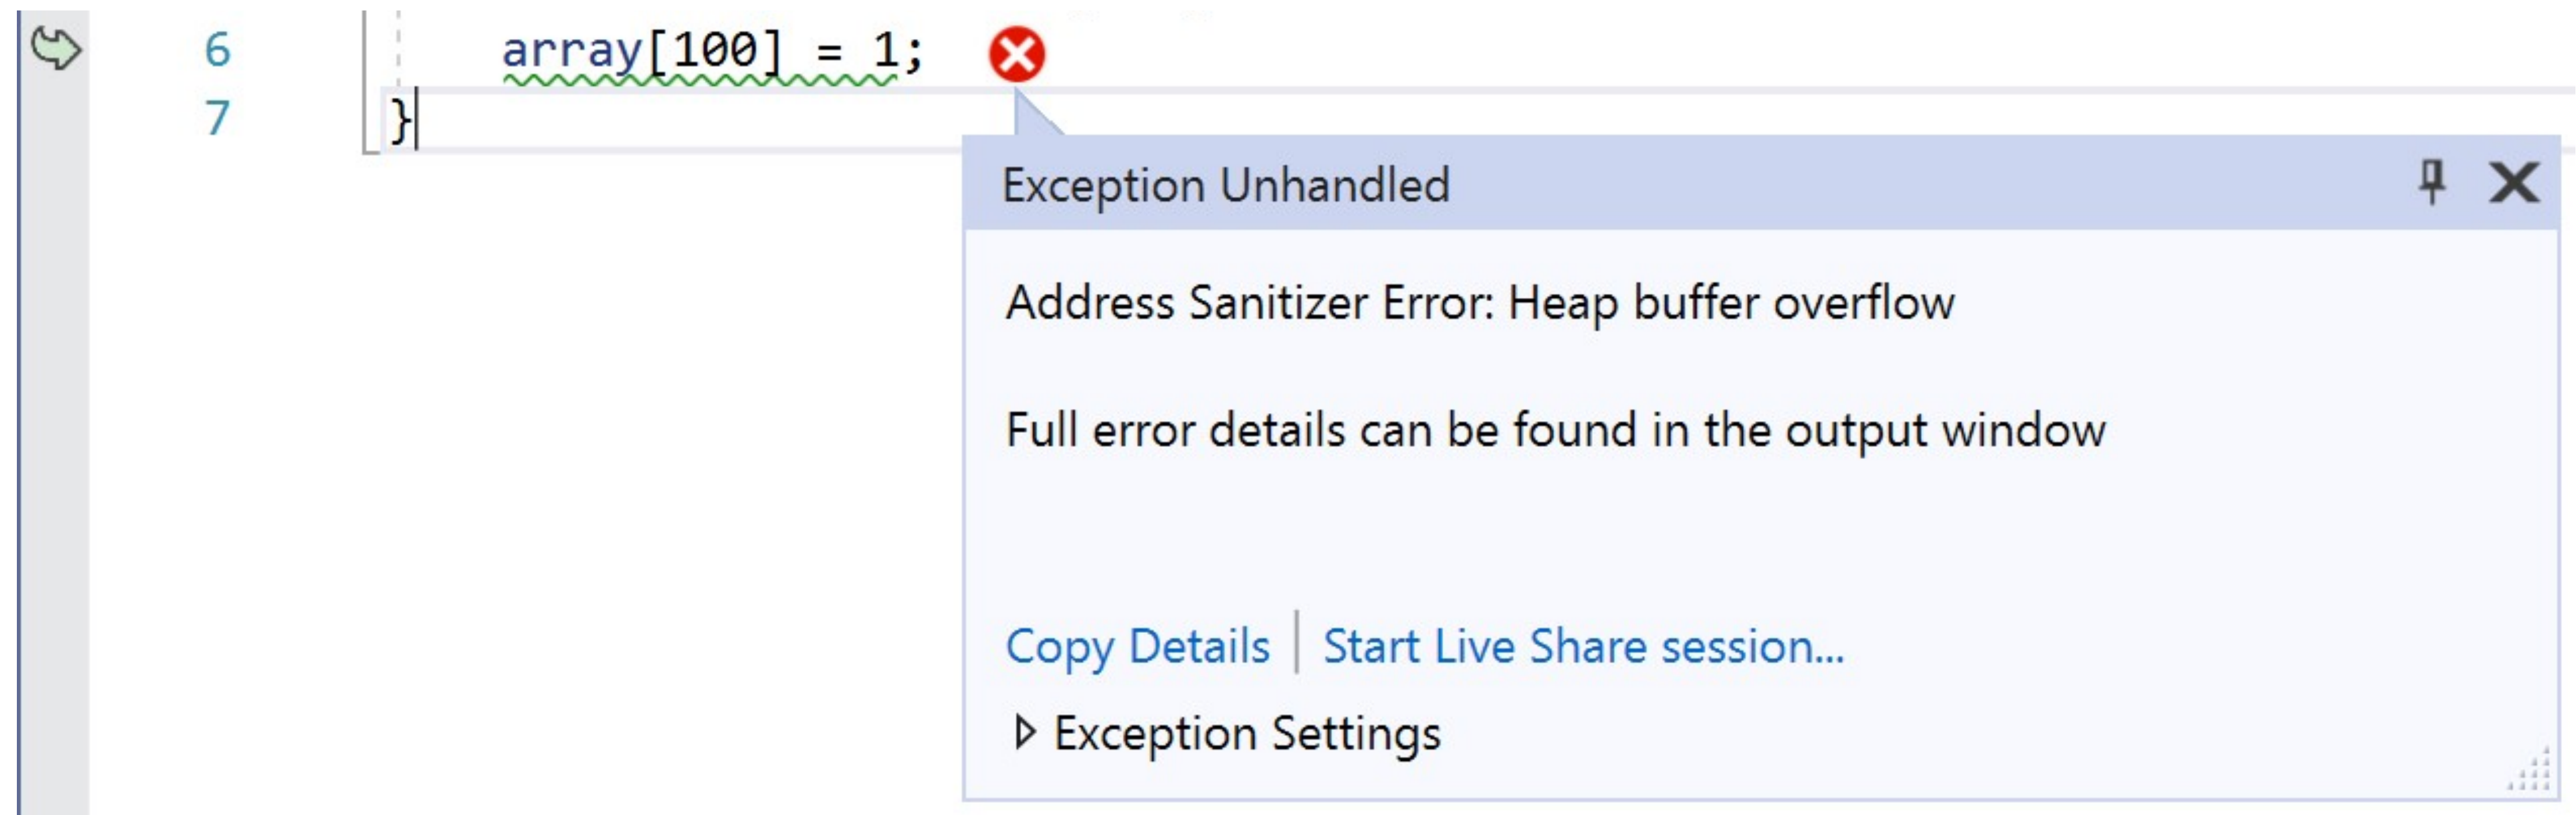 6 array[100] = 1;
7 }
Exception Unhandled
Address Sanitizer Error: Heap buffer overflow
Full error details can be found in the output window
Copy Details | Start Live Share session...
Exception Settings